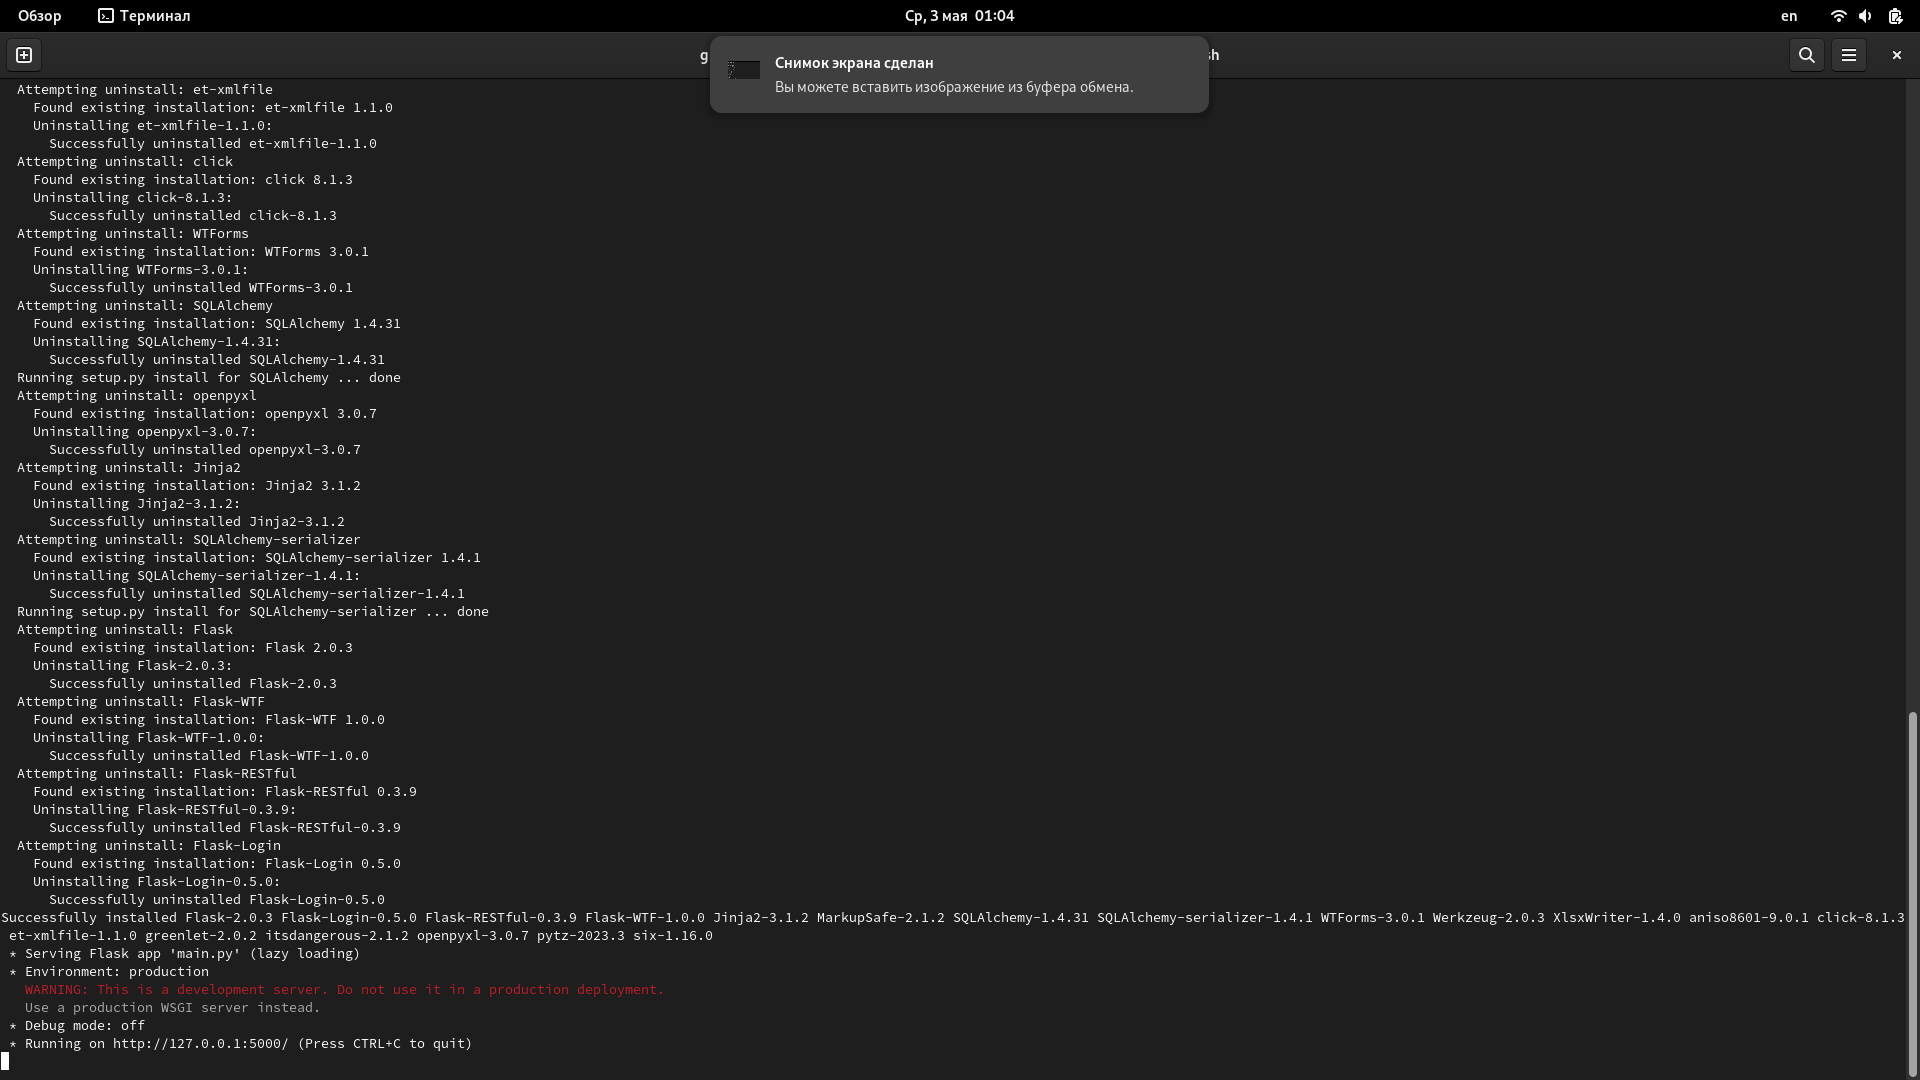 Обзор
Терминал
Ср, 3 мая 01:04
en
Снимок экрана сделан
Вы можете вставить изображение из буфера обмена.
Attempting uninstall: et-xmlfile
Found existing installation: et-xmlfile 1.1.0
Uninstalling et-xmlfile-1.1.0:
Successfully uninstalled et-xmlfile-1.1.0
Attempting uninstall: click
Found existing installation: click 8.1.3
Uninstalling click-8.1.3:
Successfully uninstalled click-8.1.3
Attempting uninstall: WTForms
Found existing installation: WTForms 3.0.1
Uninstalling WTForms-3.0.1:
Successfully uninstalled WTForms-3.0.1
Attempting uninstall: SQLAlchemy
Found existing installation: SQLAlchemy 1.4.31
Uninstalling SQLAlchemy-1.4.31:
Successfully uninstalled SQLAlchemy-1.4.31
Running setup.py install for SQLAlchemy ... done
Attempting uninstall: openpyxl
Found existing installation: openpyxl 3.0.7
Uninstalling openpyxl-3.0.7:
Successfully uninstalled openpyxl-3.0.7
Attempting uninstall: Jinja2
Found existing installation: Jinja2 3.1.2
Uninstalling Jinja2-3.1.2:
Successfully uninstalled Jinja2-3.1.2
Attempting uninstall: SQLAlchemy-serializer
Found existing installation: SQLAlchemy-serializer 1.4.1
Uninstalling SQLAlchemy-serializer-1.4.1:
Successfully uninstalled SQLAlchemy-serializer-1.4.1
Running setup.py install for SQLAlchemy-serializer ... done
Attempting uninstall: Flask
Found existing installation: Flask 2.0.3
Uninstalling Flask-2.0.3:
Successfully uninstalled Flask-2.0.3
Attempting uninstall: Flask-WTF
Found existing installation: Flask-WTF 1.0.0
Uninstalling Flask-WTF-1.0.0:
Successfully uninstalled Flask-WTF-1.0.0
Attempting uninstall: Flask-RESTful
Found existing installation: Flask-RESTful 0.3.9
Uninstalling Flask-RESTful-0.3.9:
Successfully uninstalled Flask-RESTful-0.3.9
Attempting uninstall: Flask-Login
Found existing installation: Flask-Login 0.5.0
Uninstalling Flask-Login-0.5.0:
Successfully uninstalled Flask-Login-0.5.0
Successfully installed Flask-2.0.3 Flask-Login-0.5.0 Flask-RESTful-0.3.9 Flask-WTF-1.0.0 Jinja2-3.1.2 MarkupSafe-2.1.2 SQLAlchemy-1.4.31 SQLAlchemy-serializer-1.4.1 WTForms-3.0.1 Werkzeug-2.0.3 XlsxWriter-1.4.0 aniso8601-9.0.1 click-8.1.3
et-xmlfile-1.1.0 greenlet-2.0.2 itsdangerous-2.1.2 openpyxl-3.0.7 pytz-2023.3 six-1.16.0
* Serving Flask app 'main.py' (lazy loading)
* Environment: production
WARNING: This is a development server. Do not use it in a production deployment.
Use a production WSGI server instead.
* Debug mode: off
* Running on http://127.0.0.1:5000/ (Press CTRL+C to quit)